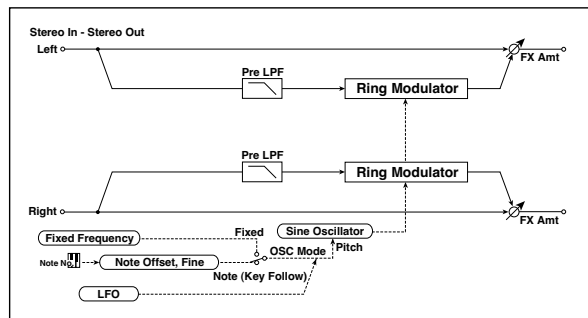 Stereo In - Stereo Out
Left
FX Amt
Pre LPF
Ring Modulator
Pre LPF
Ring Modulator
Right
FX Amt
Fixed Frequency
Fixed
Sine Oscillator
OSC Mode
Pitch
Note No.
Note Offset, Fine
Note (Key Follow)
LFO